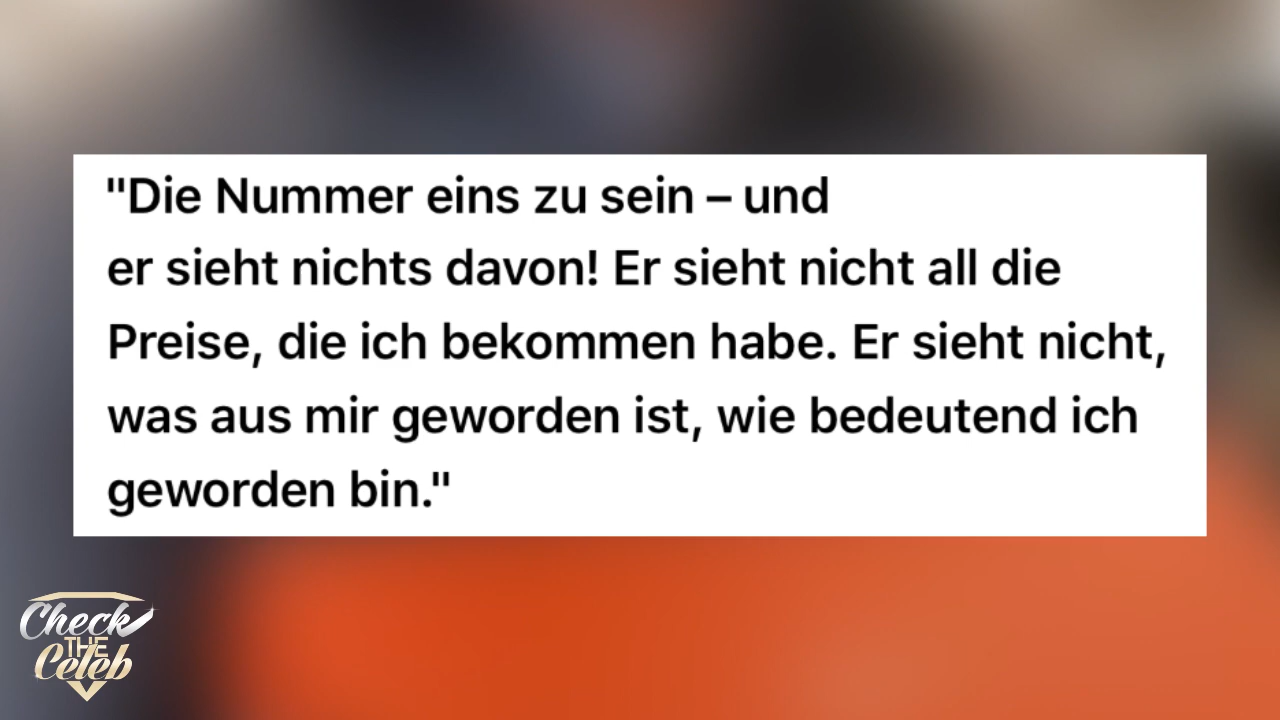 "Die Nummer eins zu sein – und
er sieht nichts davon! Er sieht nicht all die
Preise, die ich bekommen habe. Er sieht nicht,
was aus mir geworden ist, wie bedeutend ich
geworden bin."
Check
THE
Celeb